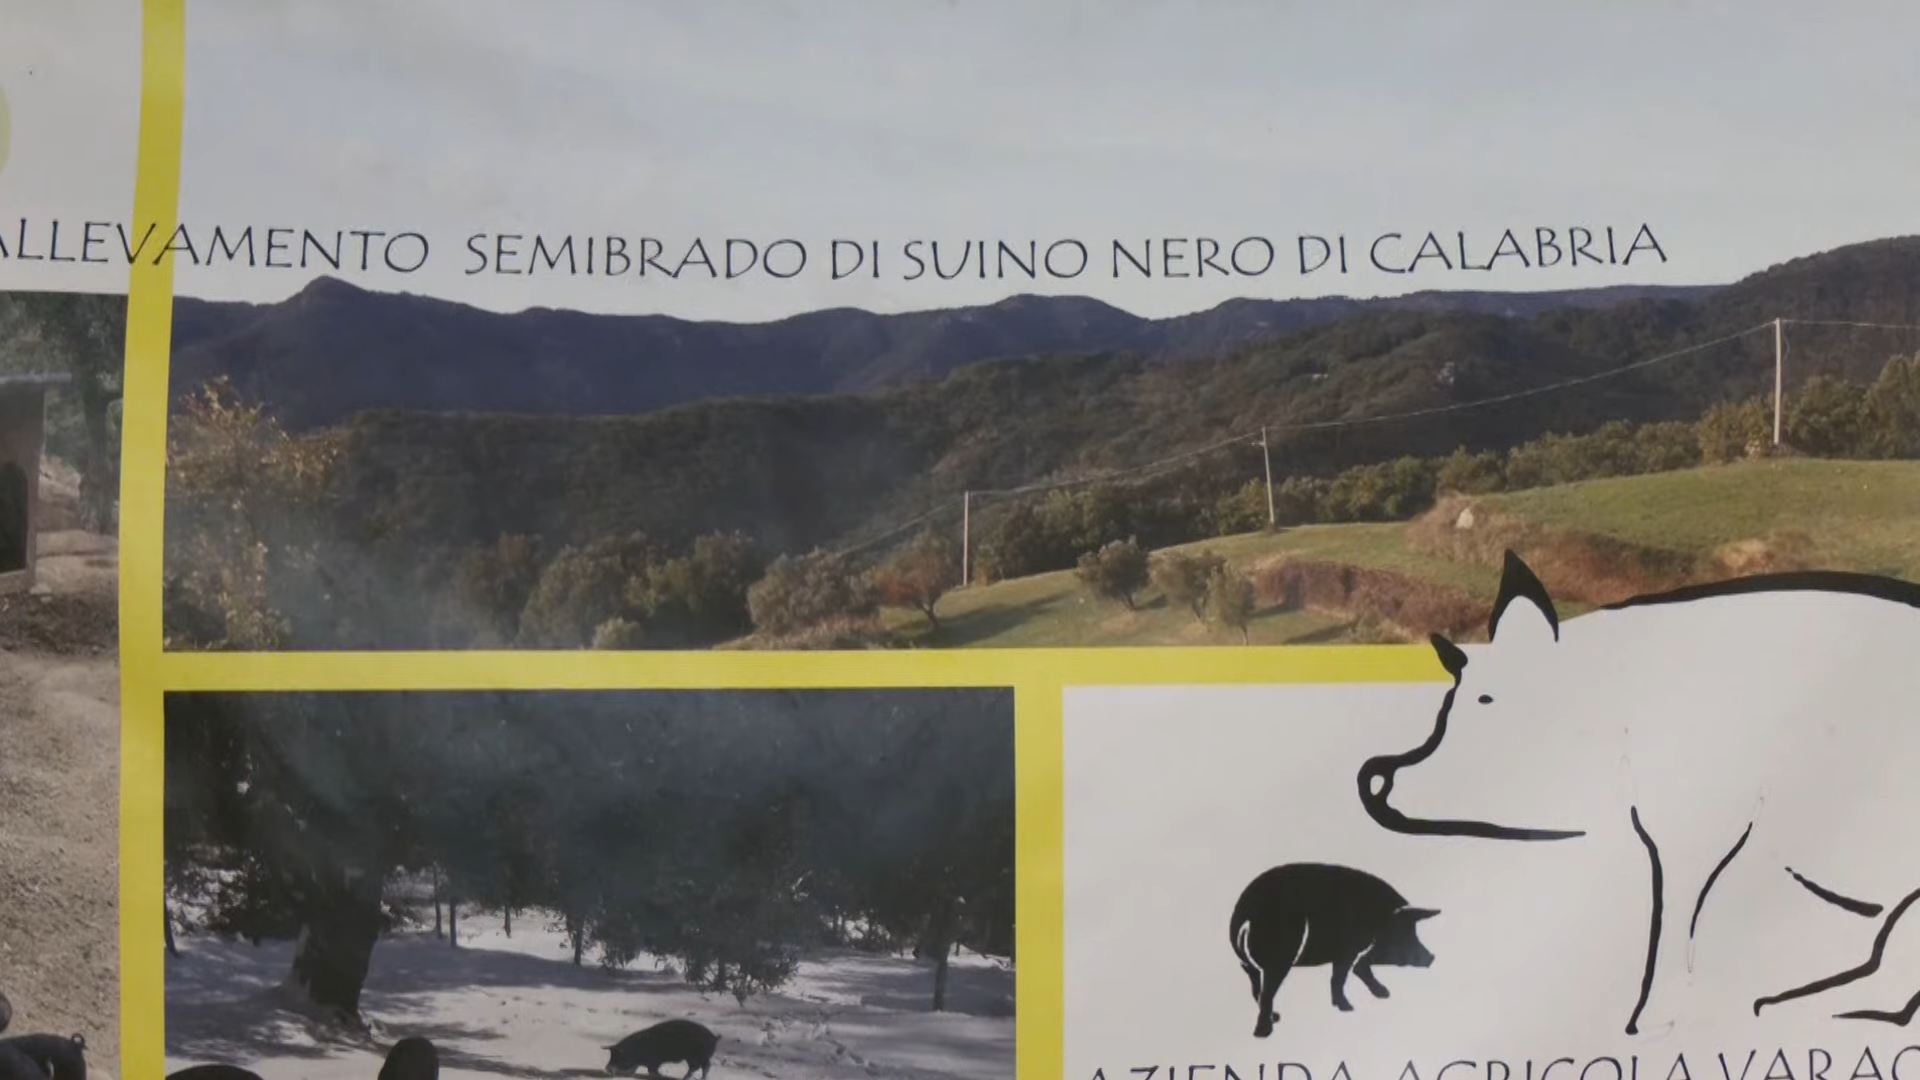 ALLEVAMENTO SEMIBRADO DI SUINO NERO DI CALABRIA
AZIENDA AGRICOLA